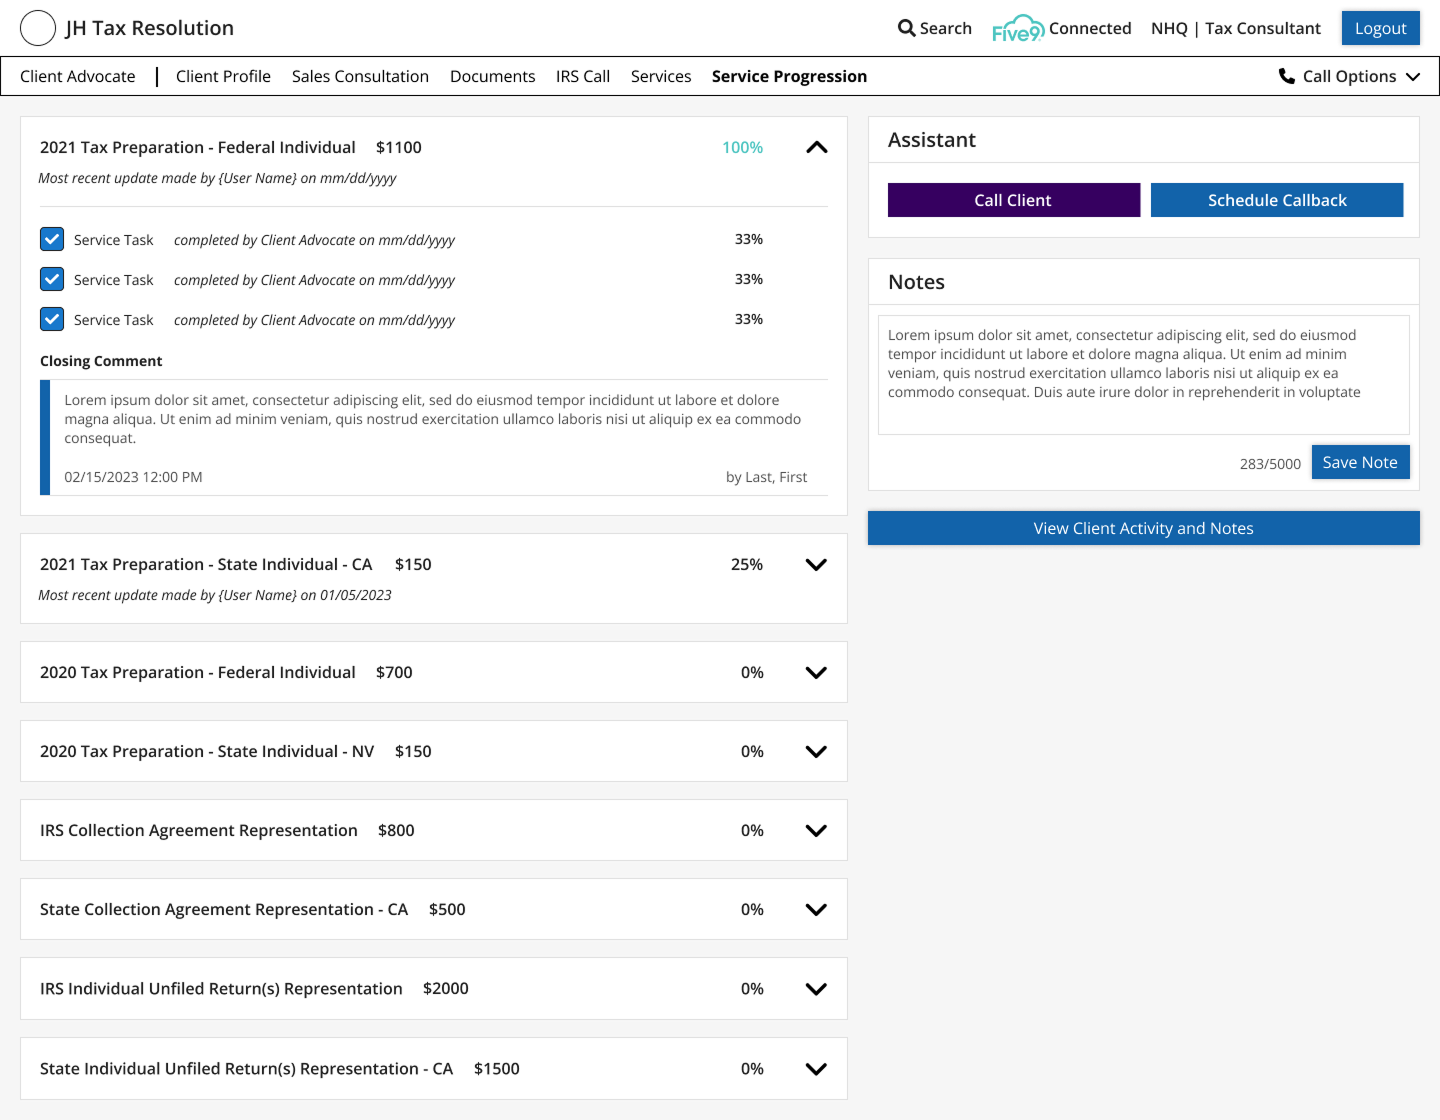 JH Tax Resolution
Search
Five9 Connected
NHQ | Tax Consultant
Logout
Client Advocate
Client Profile
Sales Consultation
Documents
IRS Call
Services
Service Progression
Call Options
2021 Tax Preparation - Federal Individual $1100 100%
Most recent update made by {User Name} on mm/dd/yyyy
Service Task completed by Client Advocate on mm/dd/yyyy 33%
Service Task completed by Client Advocate on mm/dd/yyyy 33%
Service Task completed by Client Advocate on mm/dd/yyyy 33%
Closing Comment
Lorem ipsum dolor sit amet, consectetur adipiscing elit, sed do eiusmod tempor incididunt ut labore et dolore
magna aliqua. Ut enim ad minim veniam, quis nostrud exercitation ullamco laboris nisi ut aliquip ex ea commodo
consequat.
02/15/2023 12:00 PM by Last, First
2021 Tax Preparation - State Individual - CA $150 25%
Most recent update made by {User Name} on 01/05/2023
2020 Tax Preparation - Federal Individual $700 0%
2020 Tax Preparation - State Individual - NV $150 0%
IRS Collection Agreement Representation $800 0%
State Collection Agreement Representation - CA $500 0%
IRS Individual Unfiled Return(s) Representation $2000 0%
State Individual Unfiled Return(s) Representation - CA $1500 0%
Assistant
Call Client
Schedule Callback
Notes
Lorem ipsum dolor sit amet, consectetur adipiscing elit, sed do eiusmod
tempor incididunt ut labore et dolore magna aliqua. Ut enim ad minim
veniam, quis nostrud exercitation ullamco laboris nisi ut aliquip ex ea
commodo consequat. Duis aute irure dolor in reprehenderit in voluptate
283/5000
Save Note
View Client Activity and Notes